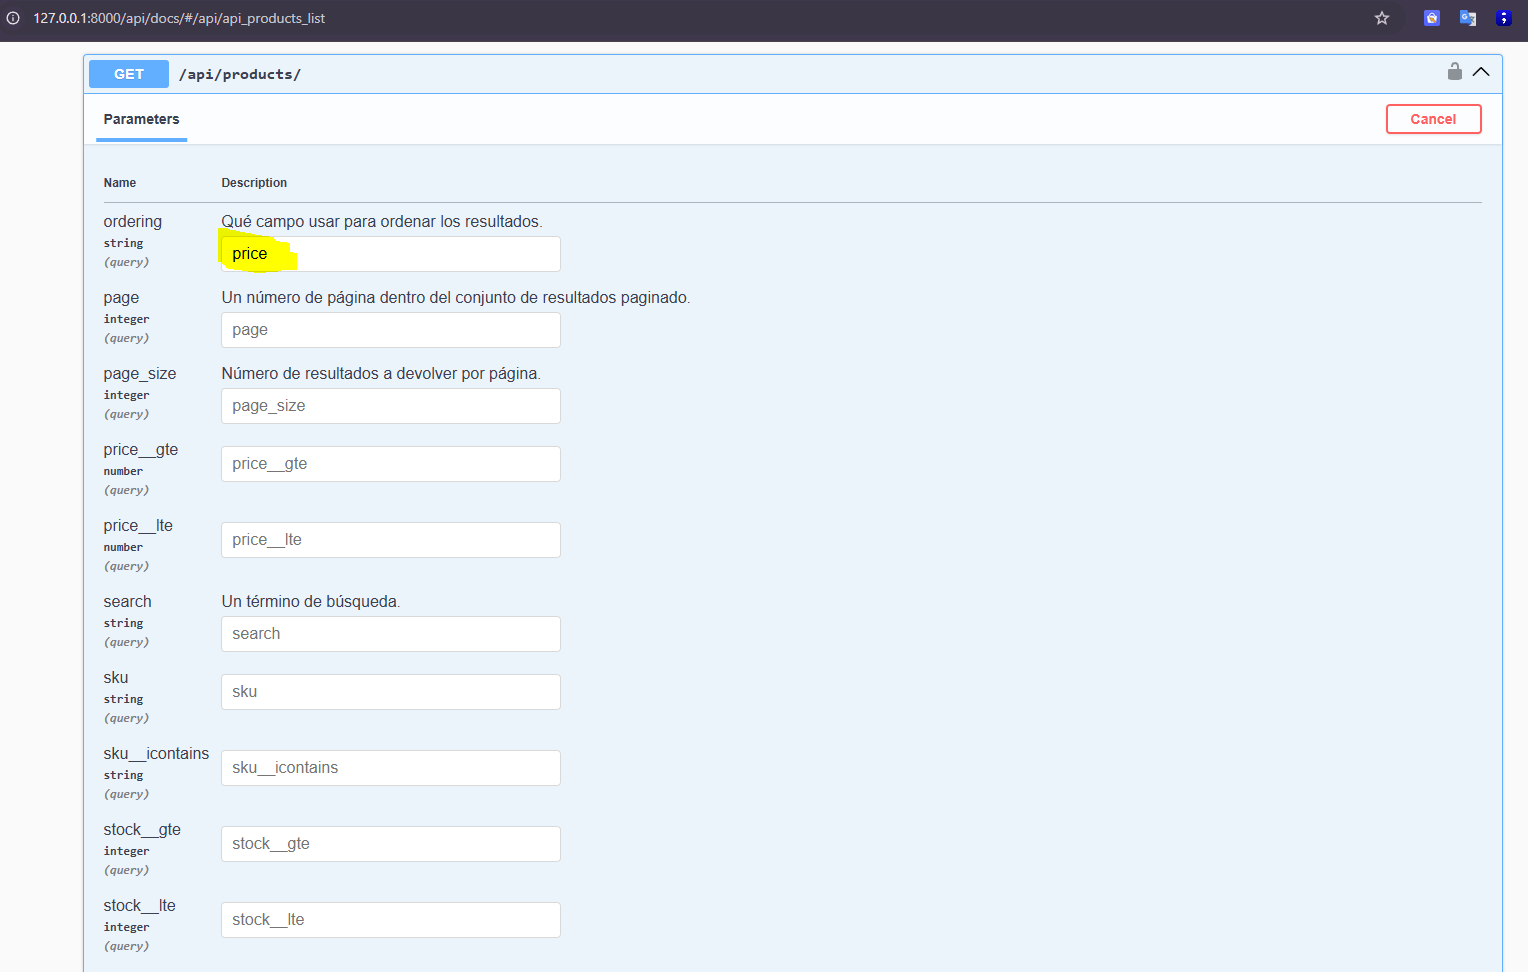 127.0.0.1:8000/api/docs/#/api/api_products_list
GET /api/products/
Parameters
Cancel
Name Description
ordering
string
(query)
Qué campo usar para ordenar los resultados.
price
page
integer
(query)
Un número de página dentro del conjunto de resultados paginado.
page
page_size
integer
(query)
Número de resultados a devolver por página.
page_size
price__gte
number
(query)
price__gte
price__lte
number
(query)
price__lte
search
string
(query)
Un término de búsqueda.
search
sku
string
(query)
sku
sku__icontains
string
(query)
sku__icontains
stock__gte
integer
(query)
stock__gte
stock__lte
integer
(query)
stock__lte